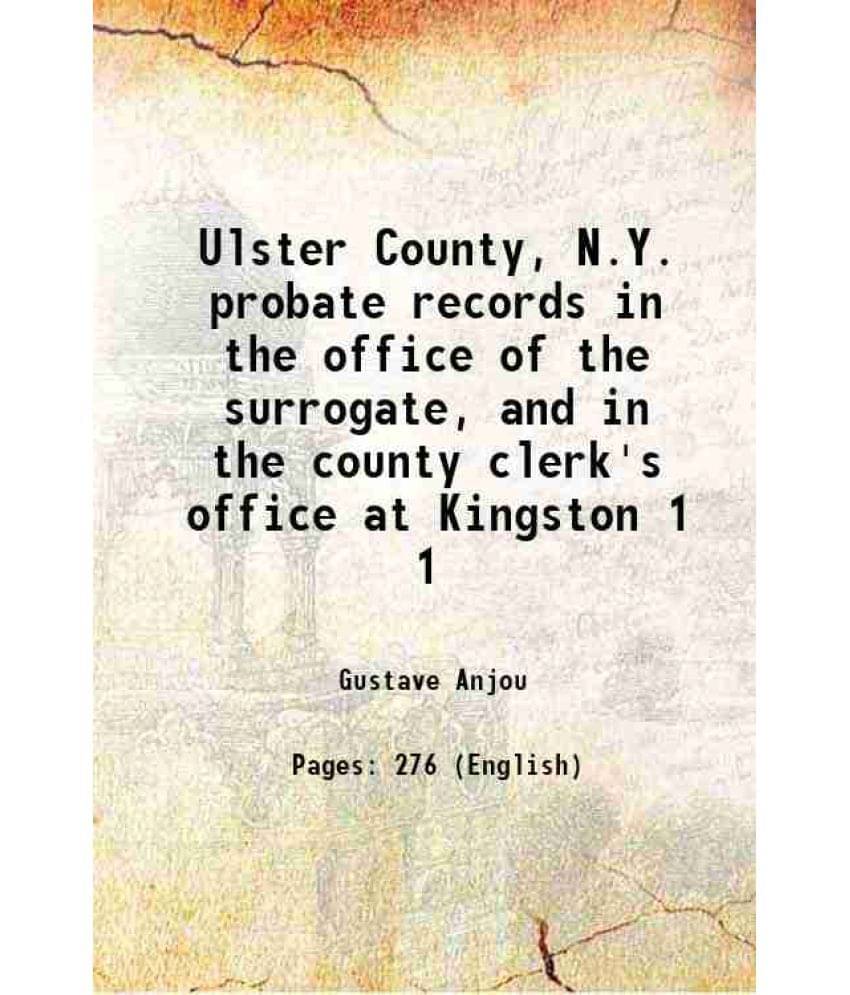 Ulster County, N.Y.
probate records in
the office of the
surrogate, and in
the county clerk's
office at Kingston 1
1
Gustave Anjou
Pages: 276 (English)